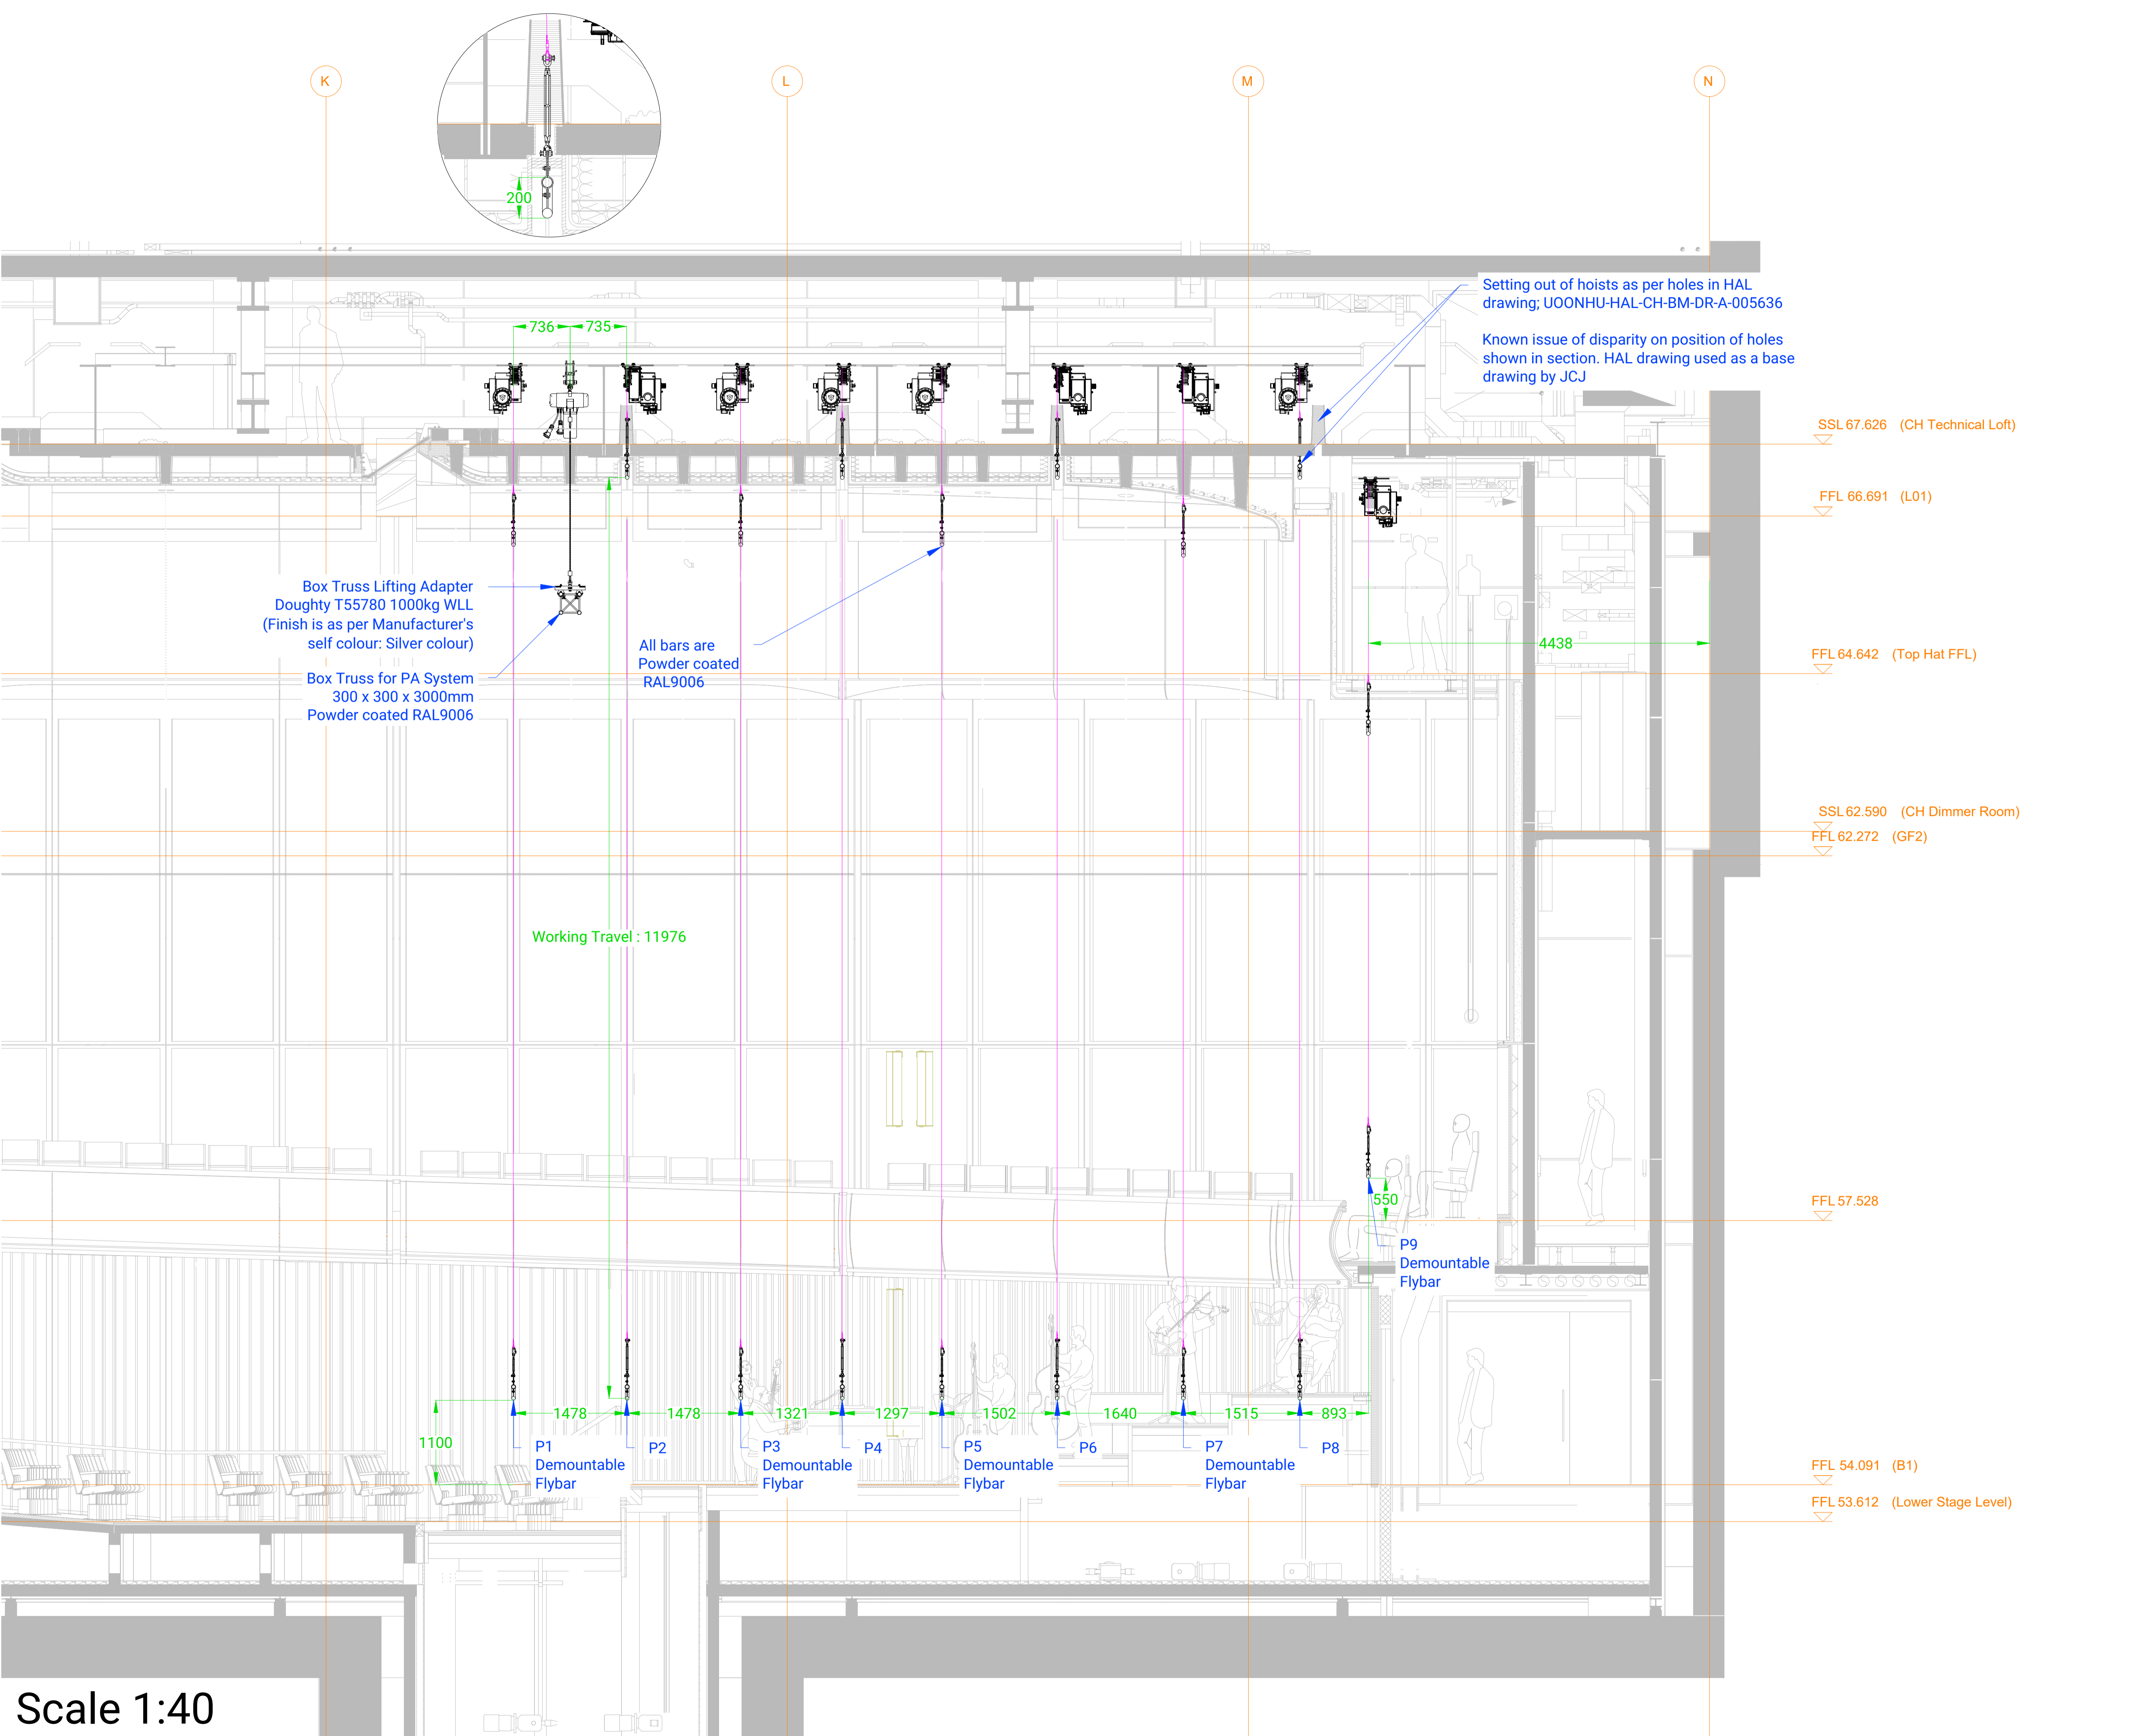 K
L
M
N
200
Setting out of hoists as per holes in HAL
drawing; UOONHU-HAL-CH-BM-DR-A-005636
Known issue of disparity on position of holes
shown in section. HAL drawing used as a base
drawing by JCJ
736
735
SSL 67.626 (CH Technical Loft)
FFL 66.691 (L01)
Box Truss Lifting Adapter
Doughty T55780 1000kg WLL
(Finish is as per Manufacturer's
self colour: Silver colour)
All bars are
Powder coated
RAL9006
4438
FFL 64.642 (Top Hat FFL)
Box Truss for PA System
300 x 300 x 3000mm
Powder coated RAL9006
SSL 62.590 (CH Dimmer Room)
FFL 62.272 (GF2)
Working Travel : 11976
550
FFL 57.528
P9
Demountable
Flybar
1478
1478
1321
1297
1502
1640
1515
893
1100
P1
Demountable
Flybar
P2
P3
Demountable
Flybar
P4
P5
Demountable
Flybar
P6
P7
Demountable
Flybar
P8
FFL 54.091 (B1)
FFL 53.612 (Lower Stage Level)
Scale 1:40